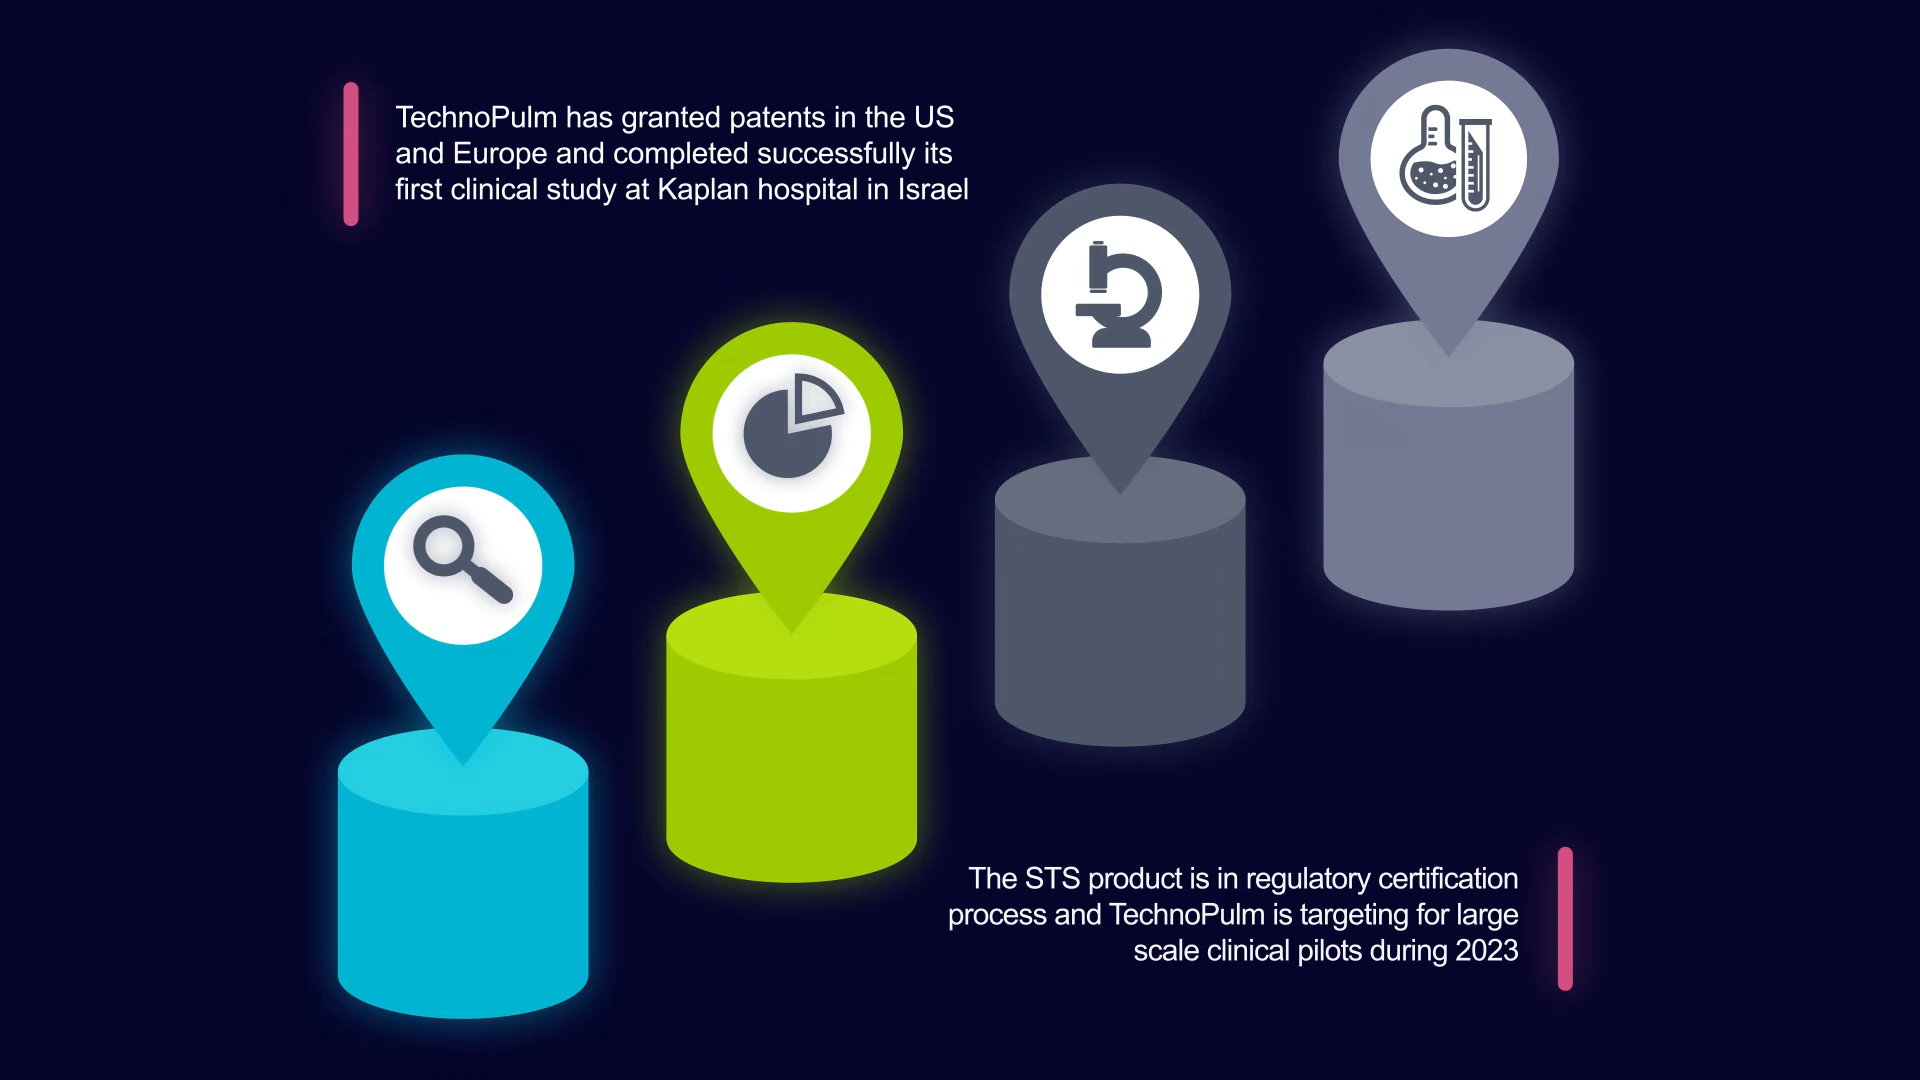 TechnoPulm has granted patents in the US
and Europe and completed successfully its
first clinical study at Kaplan hospital in Israel
The STS product is in regulatory certification
process and TechnoPulm is targeting for large
scale clinical pilots during 2023